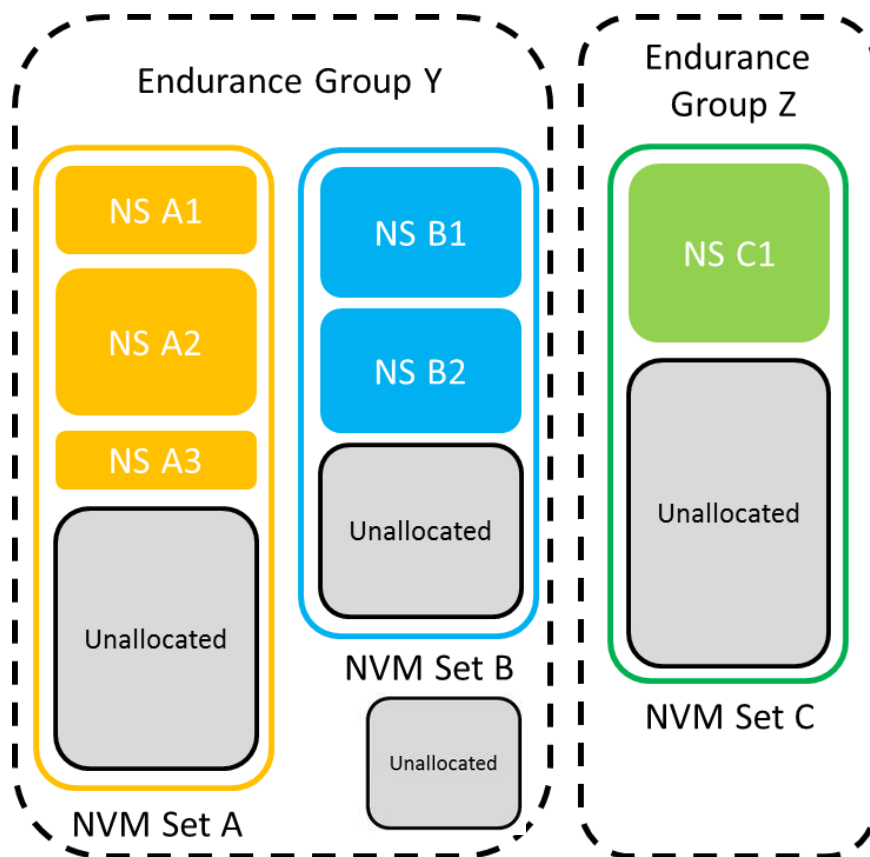 Endurance Group Y
NS A1
NS A2
NS A3
Unallocated
NVM Set A
NS B1
NS B2
Unallocated
NVM Set B
Unallocated
Endurance
Group Z
NS C1
Unallocated
NVM Set C